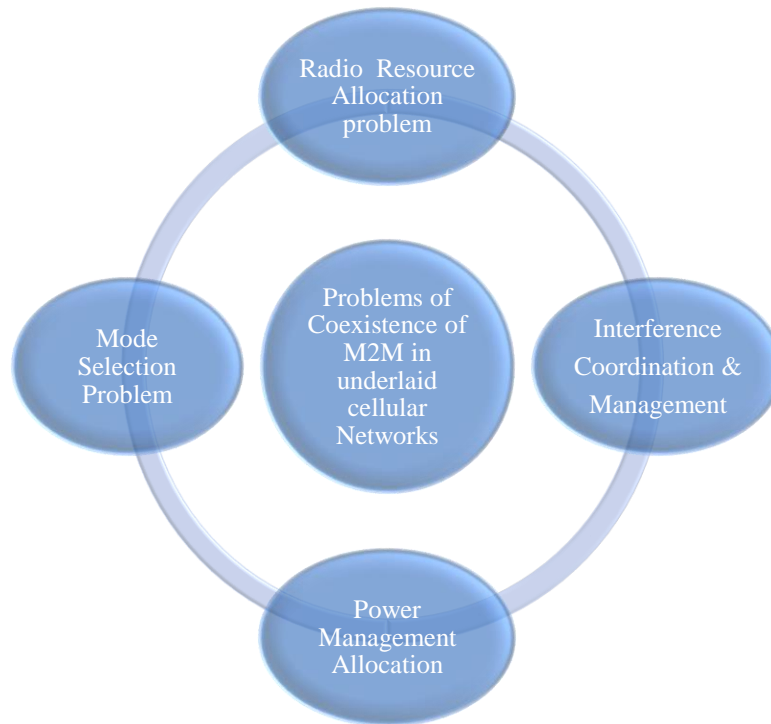 Radio Resource
Allocation
problem
Problems of
Coexistence of
M2M in
underlaid
cellular
Networks
Mode
Selection
Problem
Interference
Coordination &
Management
Power
Management
Allocation